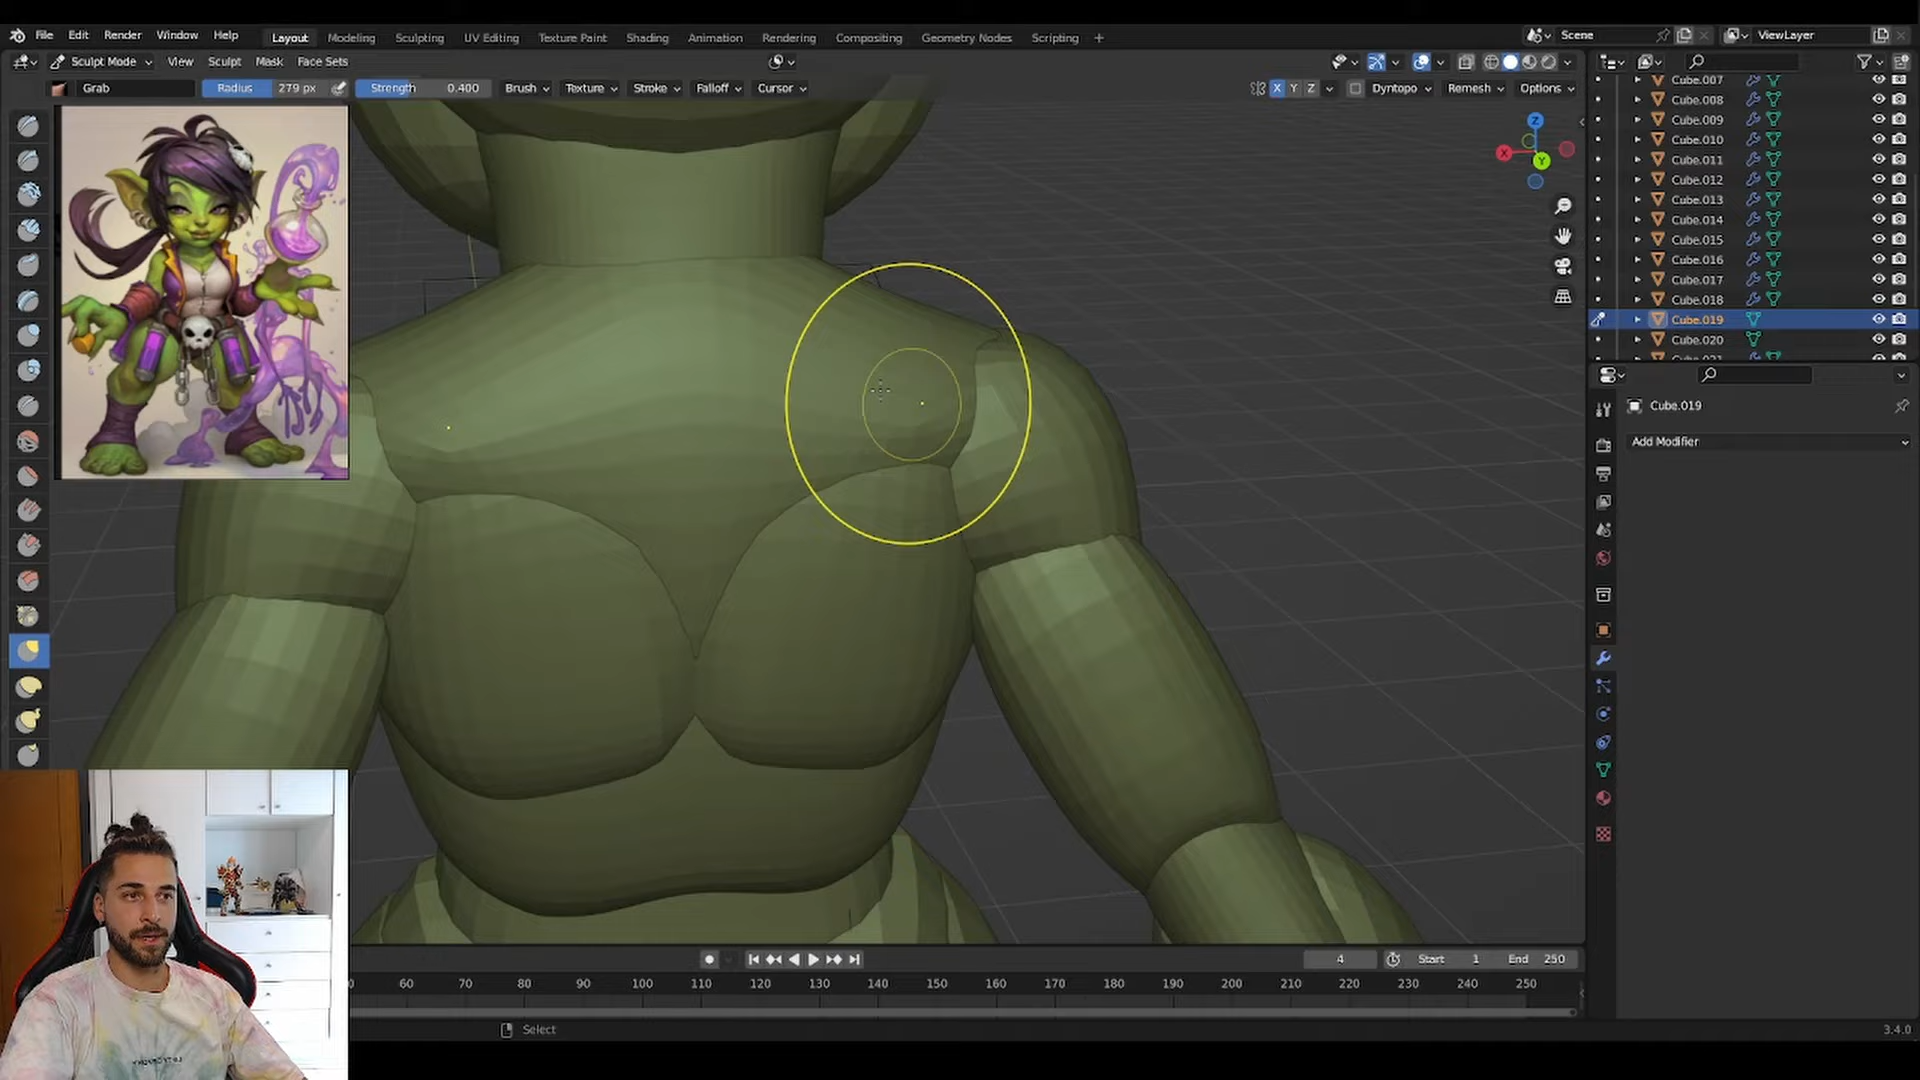 File Edit Render Window Help Layout Modeling Sculpting UV Editing Texture Paint Shading Animation Rendering Compositing Geometry Nodes Scripting + Scene ViewLayer
Sculpt Mode View Sculpt Mask Face Sets
Grab Radius 279 px Strength 0.400 Brush Texture Stroke Falloff Cursor X Y Z Dyntopo Remesh Options
Cube.007
Cube.008
Cube.009
Cube.010
Cube.011
Cube.012
Cube.013
Cube.014
Cube.015
Cube.016
Cube.017
Cube.018
Cube.019
Cube.020
Z
X
Y
Cube.019
Add Modifier
4 Start 1 End 250
60 70 80 90 100 110 120 130 140 150 160 170 180 190 200 210 220 230 240 250
Select
3.4.0